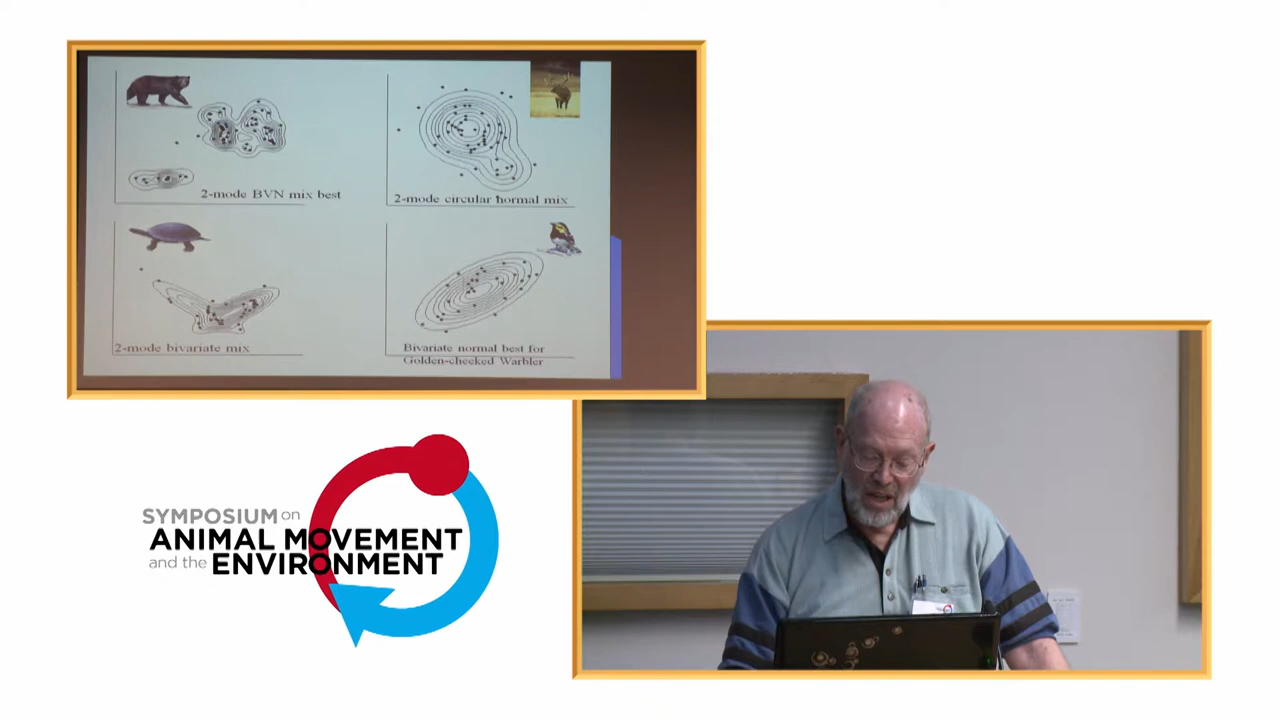 2-mode BVN mix best
2-mode circular normal mix
2-mode bivariate mix
Bivariate normal best for
Golden-cheeked Warbler
SYMPOSIUM on
ANIMAL MOVEMENT
and the ENVIRONMENT